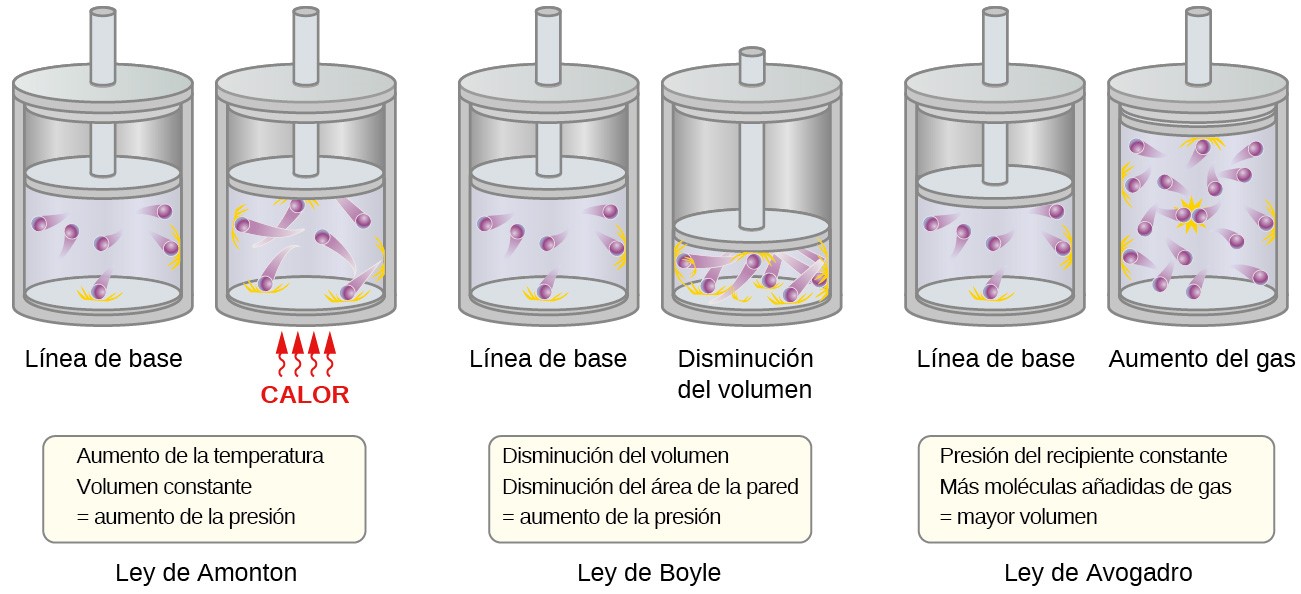 Línea de base
CALOR
Aumento de la temperatura
Volumen constante
= aumento de la presión
Ley de Amonton
Línea de base
Disminución
del volumen
Disminución del volumen
Disminución del área de la pared
= aumento de la presión
Ley de Boyle
Línea de base
Aumento del gas
Presión del recipiente constante
Más moléculas añadidas de gas
= mayor volumen
Ley de Avogadro